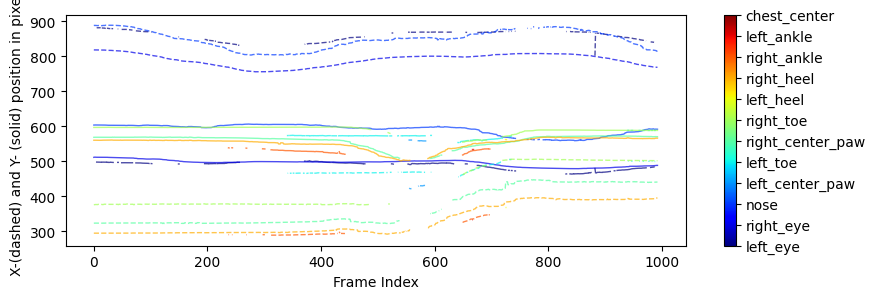 X-(dashed) and Y- (solid) position in pixe
900
800
700
600
500
400
300
0
200
400
600
800
1000
Frame Index
chest_center
left_ankle
right_ankle
right_heel
left_heel
right_toe
right_center_paw
left_toe
left_center_paw
nose
right_eye
left_eye